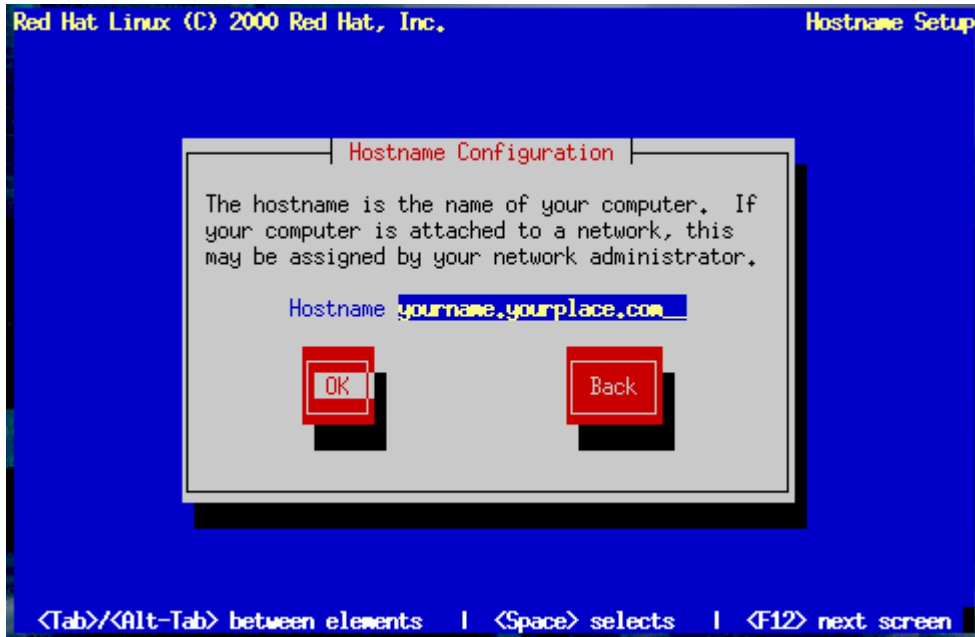 Red Hat Linux (C) 2000 Red Hat, Inc. Hostname Setup
Hostname Configuration
The hostname is the name of your computer. If
your computer is attached to a network, this
may be assigned by your network administrator.
Hostname yourname.yourplace.com__
OK Back
<Tab>/<Alt-Tab> between elements | <Space> selects | <F12> next screen